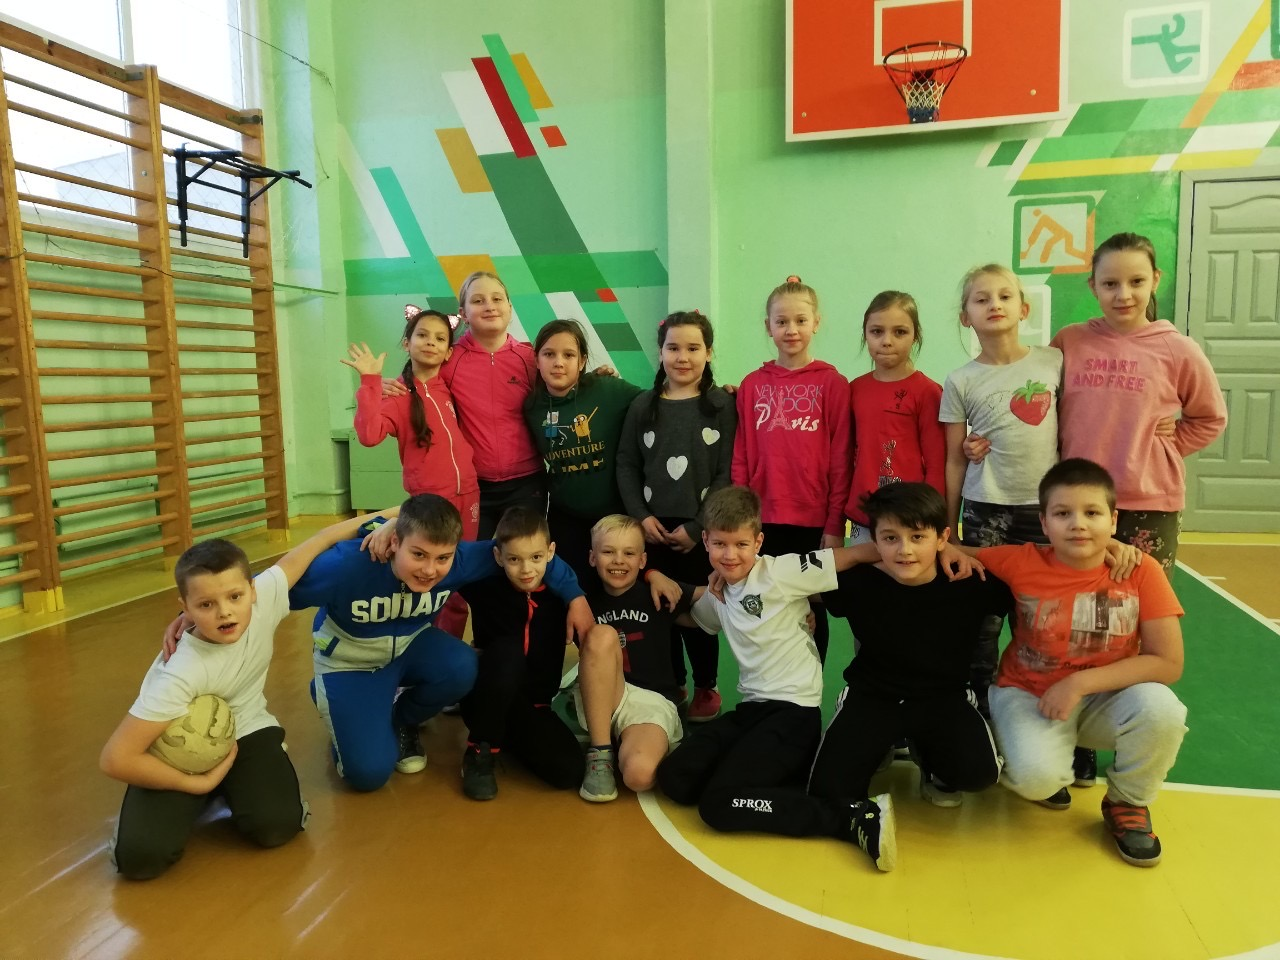 ADVENTURE
NEW YORK
LONDON
Paris
SMART
AND FREE
SQUAD
ENGLAND
SPROX